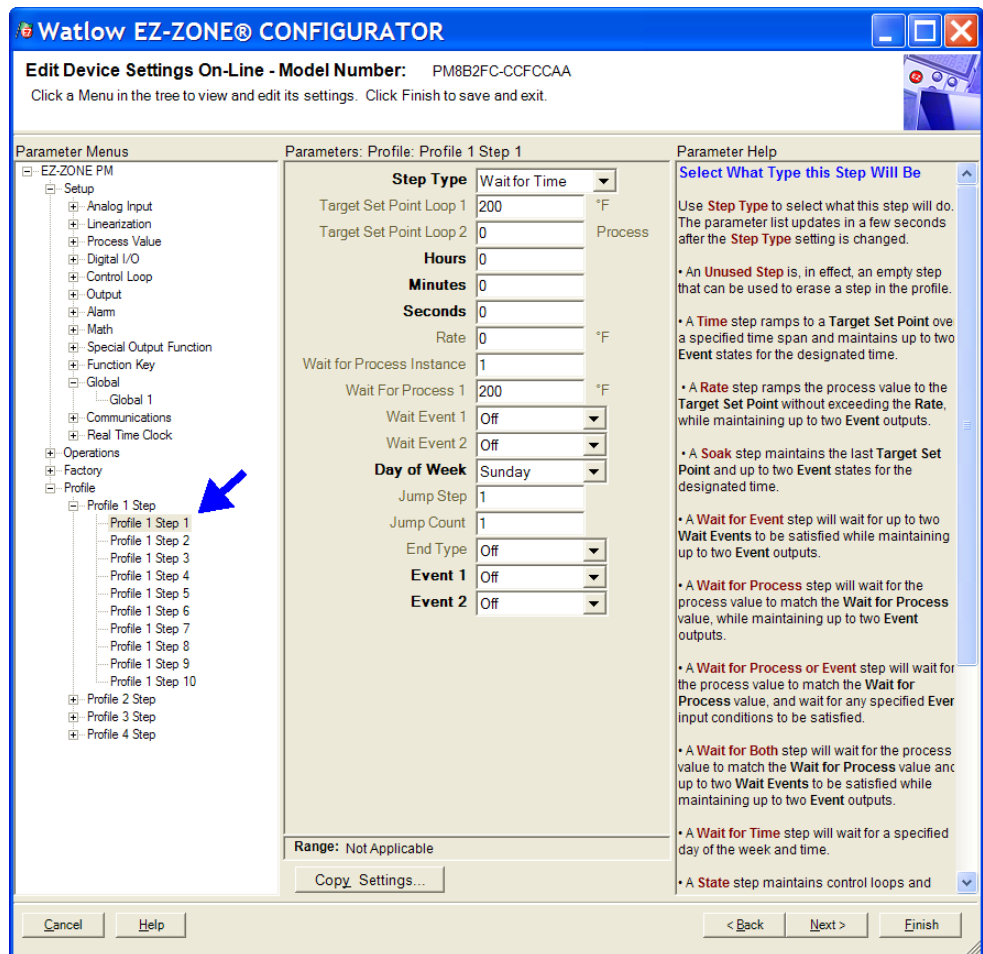 Watlow EZ-ZONE® CONFIGURATOR
Edit Device Settings On-Line - Model Number: PM8B2FC-CCFCCAA
Click a Menu in the tree to view and edit its settings. Click Finish to save and exit.
Parameter Menus
EZ-ZONE PM
Setup
Analog Input
Linearization
Process Value
Digital I/O
Control Loop
Output
Alarm
Math
Special Output Function
Function Key
Global
Global 1
Communications
Real Time Clock
Operations
Factory
Profile
Profile 1 Step
Profile 1 Step 1
Profile 1 Step 2
Profile 1 Step 3
Profile 1 Step 4
Profile 1 Step 5
Profile 1 Step 6
Profile 1 Step 7
Profile 1 Step 8
Profile 1 Step 9
Profile 1 Step 10
Profile 2 Step
Profile 3 Step
Profile 4 Step
Parameters: Profile: Profile 1 Step 1
Step Type Wait for Time
Target Set Point Loop 1 200 °F
Target Set Point Loop 2 0 Process
Hours 0
Minutes 0
Seconds 0
Rate 0 °F
Wait for Process Instance 1
Wait For Process 1 200 °F
Wait Event 1 Off
Wait Event 2 Off
Day of Week Sunday
Jump Step 1
Jump Count 1
End Type Off
Event 1 Off
Event 2 Off
Range: Not Applicable
Copy Settings...
Parameter Help
Select What Type this Step Will Be
Use Step Type to select what this step will do.
The parameter list updates in a few seconds
after the Step Type setting is changed.
• An Unused Step is, in effect, an empty step
that can be used to erase a step in the profile.
• A Time step ramps to a Target Set Point ove
a specified time span and maintains up to two
Event states for the designated time.
• A Rate step ramps the process value to the
Target Set Point without exceeding the Rate,
while maintaining up to two Event outputs.
• A Soak step maintains the last Target Set
Point and up to two Event states for the
designated time.
• A Wait for Event step will wait for up to two
Wait Events to be satisfied while maintaining
up to two Event outputs.
• A Wait for Process step will wait for the
process value to match the Wait for Process
value, while maintaining up to two Event
outputs.
• A Wait for Process or Event step will wait for
the process value to match the Wait for
Process value, and wait for any specified Ever
input conditions to be satisfied.
• A Wait for Both step will wait for the process
value to match the Wait for Process value and
up to two Wait Events to be satisfied while
maintaining up to two Event outputs.
• A Wait for Time step will wait for a specified
day of the week and time.
• A State step maintains control loops and
Cancel Help < Back Next > Finish